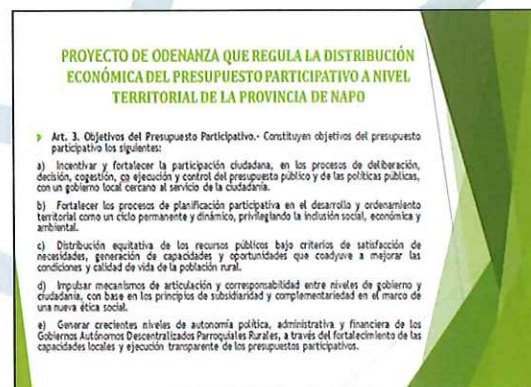 PROYECTO DE ODENANZA QUE REGULA LA DISTRIBUCIÓN
ECONÓMICA DEL PRESUPUESTO PARTICIPATIVO A NIVEL
TERRITORIAL DE LA PROVINCIA DE NAPO
Art. 3. Objetivos del Presupuesto Participativo.- Constituyen objetivos del presupuesto
participativo los siguientes:
a) Incentivar y fortalecer la participación ciudadana, en los procesos de deliberación,
decisión, cogestión, co ejecución y control del presupuesto público y de las políticas públicas,
con un gobierno local cercano al servicio de la ciudadanía.
b) Fortalecer los procesos de planificación participativa en el desarrollo y ordenamiento
territorial como un ciclo permanente y dinámico, privilegiando la inclusión social, económica y
ambiental.
c) Distribución equitativa de los recursos públicos bajo criterios de satisfacción de
necesidades, generación de capacidades y oportunidades que coadyuve a mejorar las
condiciones y calidad de vida de la población rural.
d) Impulsar mecanismos de articulación y corresponsabilidad entre niveles de gobierno y
ciudadanía, con base en los principios de subsidiaridad y complementariedad en el marco de
una nueva ética social.
e) Generar crecientes niveles de autonomía política, administrativa y financiera de los
Gobiernos Autónomos Descentralizados Parroquiales Rurales, a través del fortalecimiento de las
capacidades locales y ejecución transparente de los presupuestos participativos.